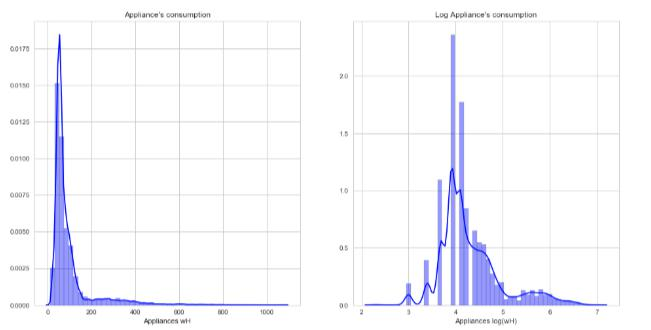 Appliance's consumption
0.0175
0.0150
0.0125
0.0100
0.0075
0.0050
0.0025
0.0000
0 200 400 600 800 1000
Appliances wH
Log Appliance's consumption
2.0
1.5
1.0
0.5
0.0
2 3 4 5 6 7
Appliances log(wH)